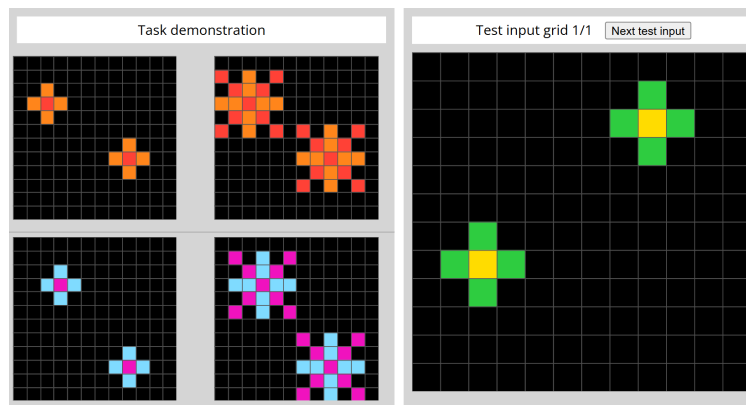 Task demonstration
Test input grid 1/1
Next test input